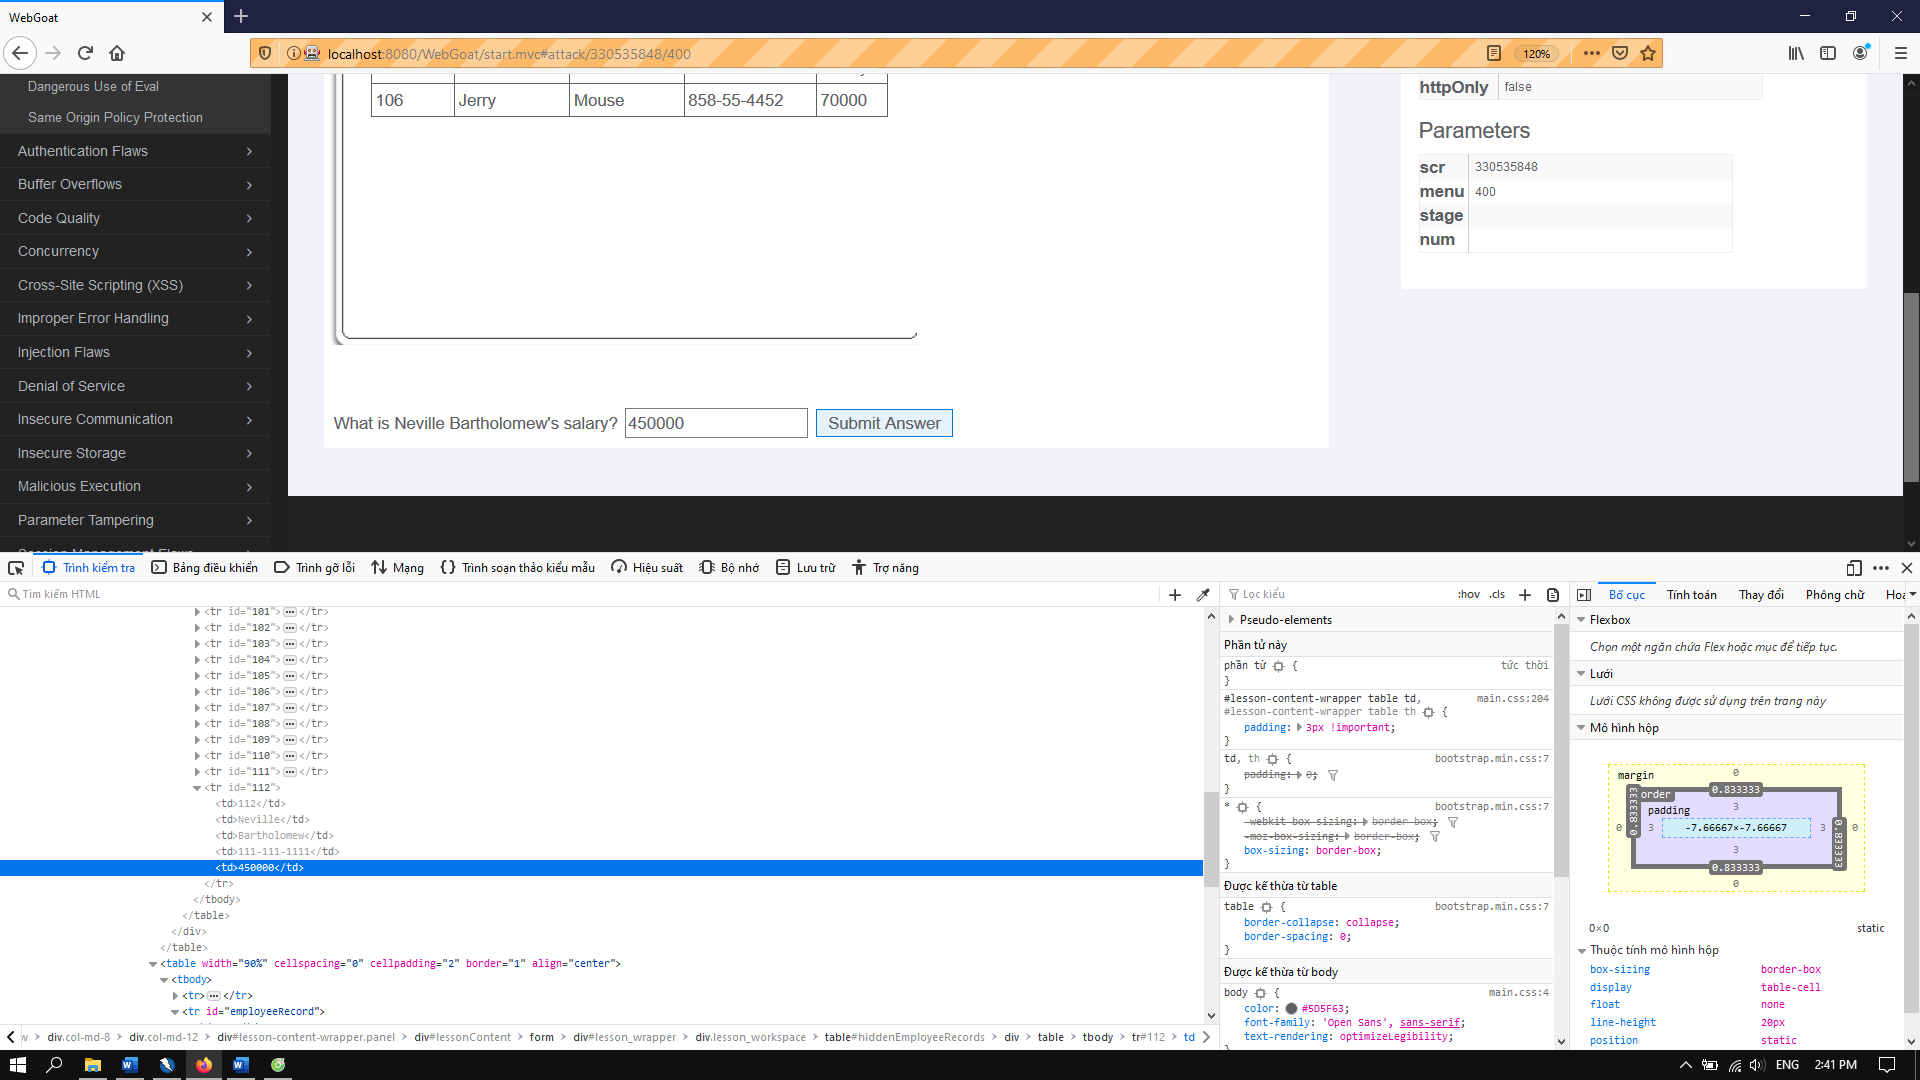 WebGoat
localhost:8080/WebGoat/start.mvc#attack/330535848/400
120%
Dangerous Use of Eval
Same Origin Policy Protection
Authentication Flaws
Buffer Overflows
Code Quality
Concurrency
Cross-Site Scripting (XSS)
Improper Error Handling
Injection Flaws
Denial of Service
Insecure Communication
Insecure Storage
Malicious Execution
Parameter Tampering
106 Jerry Mouse 858-55-4452 70000
What is Neville Bartholomew's salary? 450000 Submit Answer
httpOnly false
Parameters
scr 330535848
menu 400
stage
num
Trình kiểm tra Bảng điều khiển Trình gỡ lỗi Mạng Trình soạn thảo kiểu mẫu Hiệu suất Bộ nhớ Lưu trữ Trợ năng
Tìm kiếm HTML
<tr id="101"></tr>
<tr id="102"></tr>
<tr id="103"></tr>
<tr id="104"></tr>
<tr id="105"></tr>
<tr id="106"></tr>
<tr id="107"></tr>
<tr id="108"></tr>
<tr id="109"></tr>
<tr id="110"></tr>
<tr id="111"></tr>
<tr id="112">
<td>112</td>
<td>Neville</td>
<td>Bartholomew</td>
<td>111-111-1111</td>
<td>450000</td>
</tr>
</tbody>
</table>
</div>
</table>
<table width="90%" cellspacing="0" cellpadding="2" border="1" align="center">
<tbody>
<tr></tr>
<tr id="employeeRecord">
div.col-md-8 div.col-md-12 div#lesson-content-wrapper.panel div#lessonContent form div#lesson_wrapper div.lesson_workspace table#hiddenEmployeeRecords div table tbody tr#112 td
Lọc kiểu :hov .cls
Pseudo-elements
Phần tử này
phần tử { tức thời
}
#lesson-content-wrapper table td, main.css:204
#lesson-content-wrapper table th {
padding: 3px !important;
}
td, th { bootstrap.min.css:7
padding: 0;
}
* { bootstrap.min.css:7
-webkit-box-sizing: border-box;
-moz-box-sizing: border-box;
box-sizing: border-box;
}
Được kế thừa từ table
table { bootstrap.min.css:7
border-collapse: collapse;
border-spacing: 0;
}
Được kế thừa từ body
body { main.css:4
color: #5D5F63;
font-family: 'Open Sans', sans-serif;
text-rendering: optimizeLegibility;
Bố cục Tính toán Thay đổi Phông chữ
Flexbox
Chọn một ngăn chứa Flex hoặc mục để tiếp tục.
Lưới
Lưới CSS không được sử dụng trên trang này
Mô hình hộp
margin 0
order 0.833333
padding 3
0 0.833333 3 -7.66667×-7.66667 3 0.833333 0
3
0.833333
0
0×0 static
Thuộc tính mô hình hộp
box-sizing border-box
display table-cell
float none
line-height 20px
position static
ENG 2:41 PM